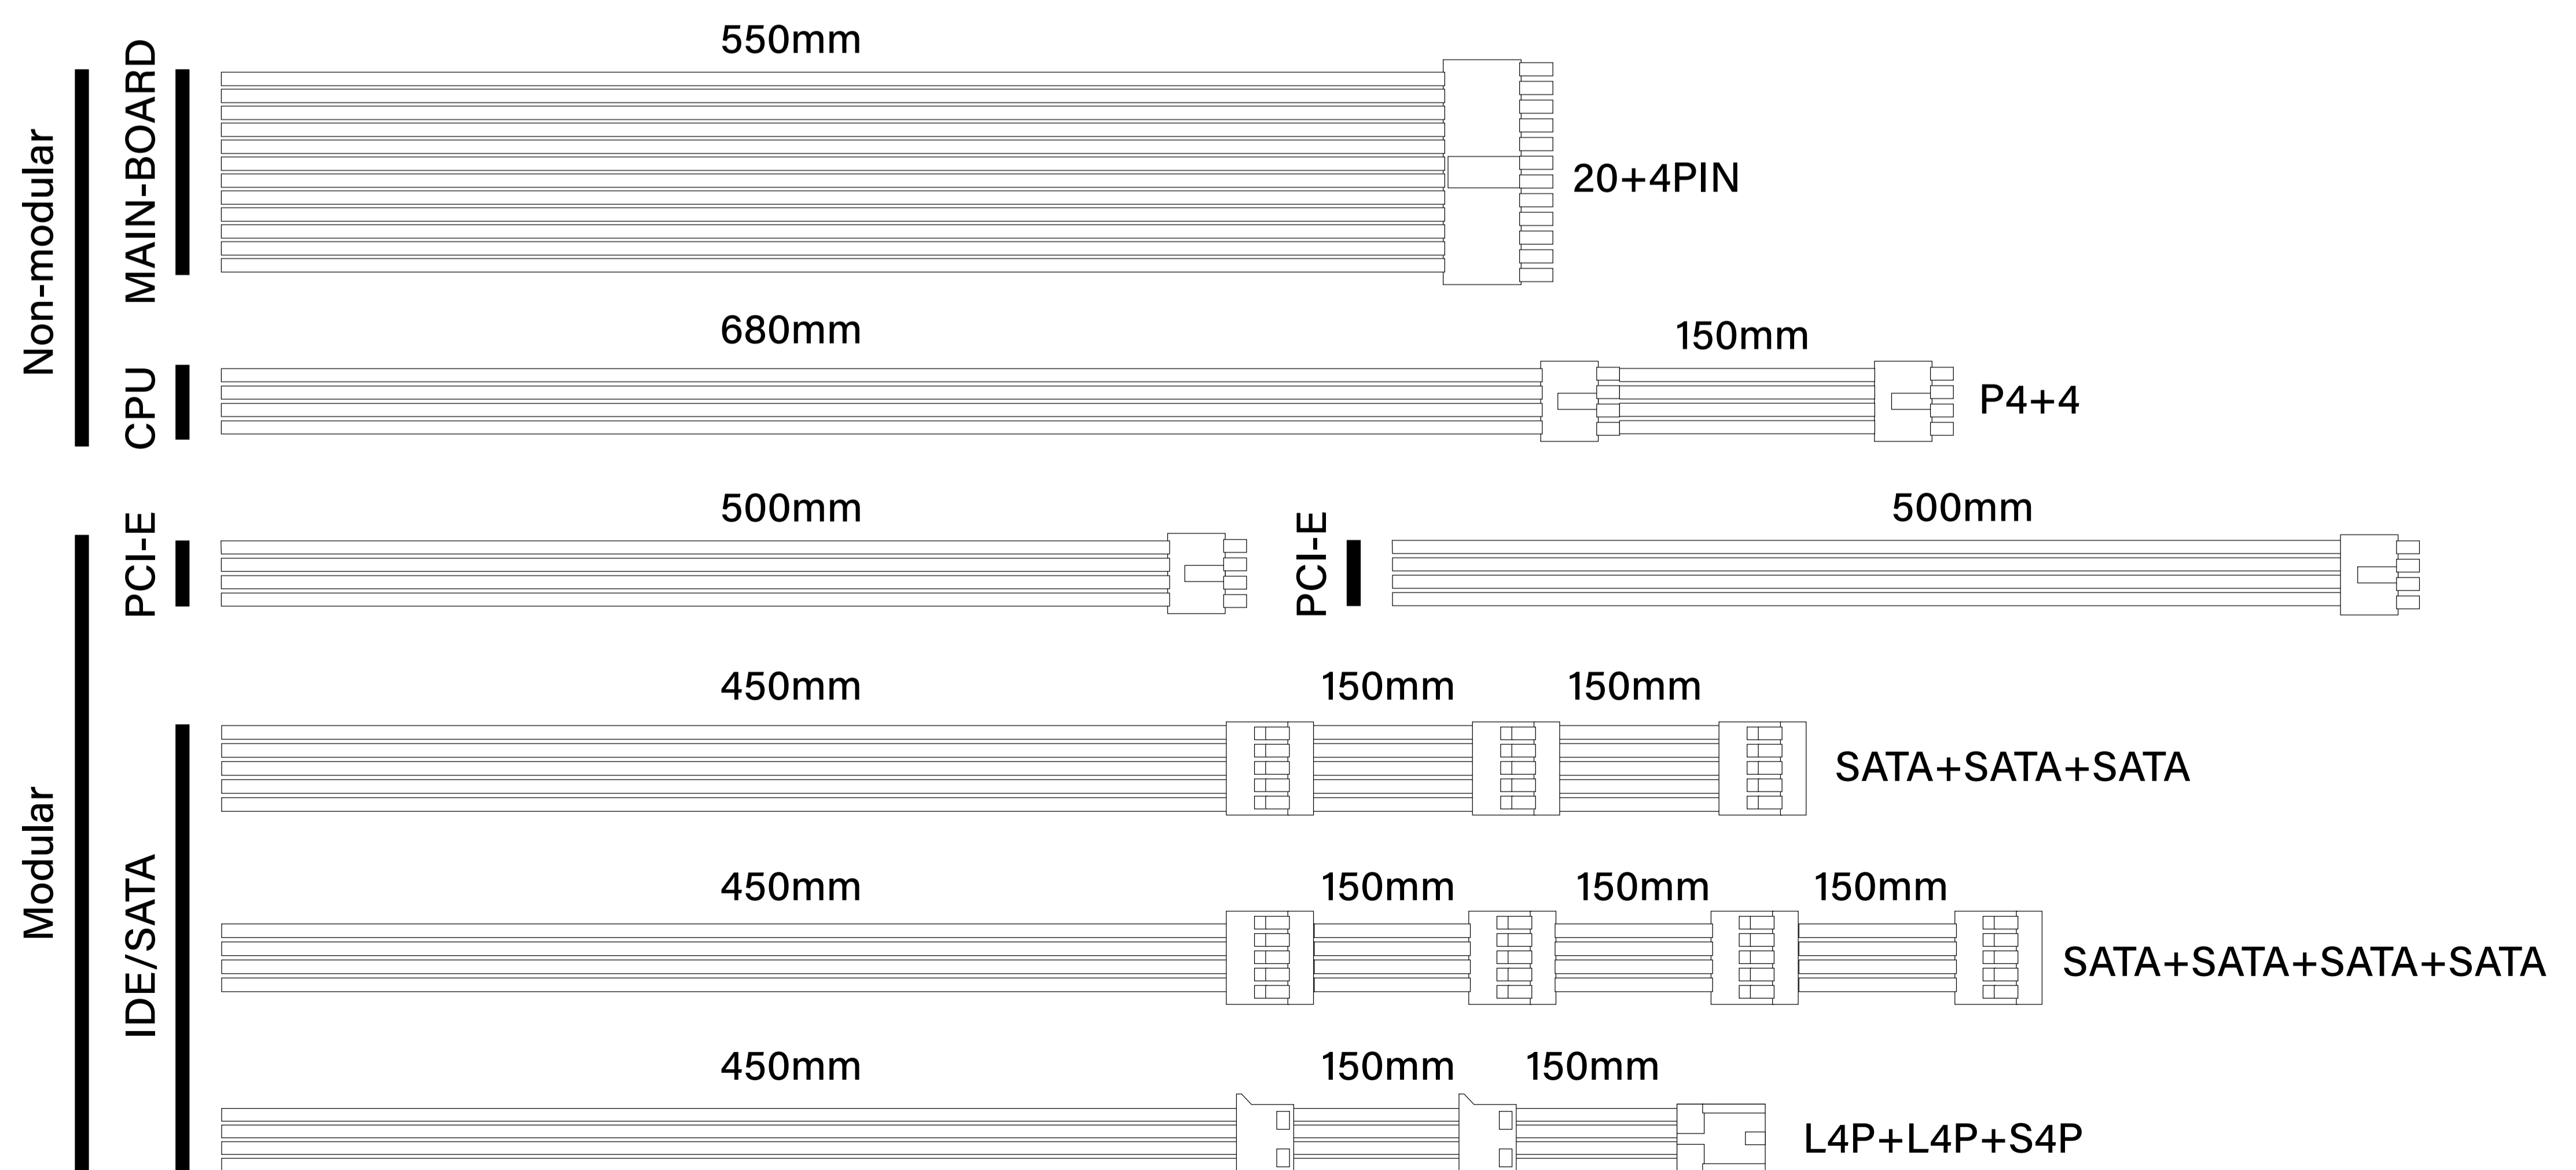 Non-modular
MAIN-BOARD
550mm
20+4PIN
CPU
680mm
150mm
P4+4
Modular
PCI-E
500mm
PCI-E
500mm
IDE/SATA
450mm
150mm
150mm
SATA+SATA+SATA
450mm
150mm
150mm
150mm
SATA+SATA+SATA+SATA
450mm
150mm
150mm
L4P+L4P+S4P